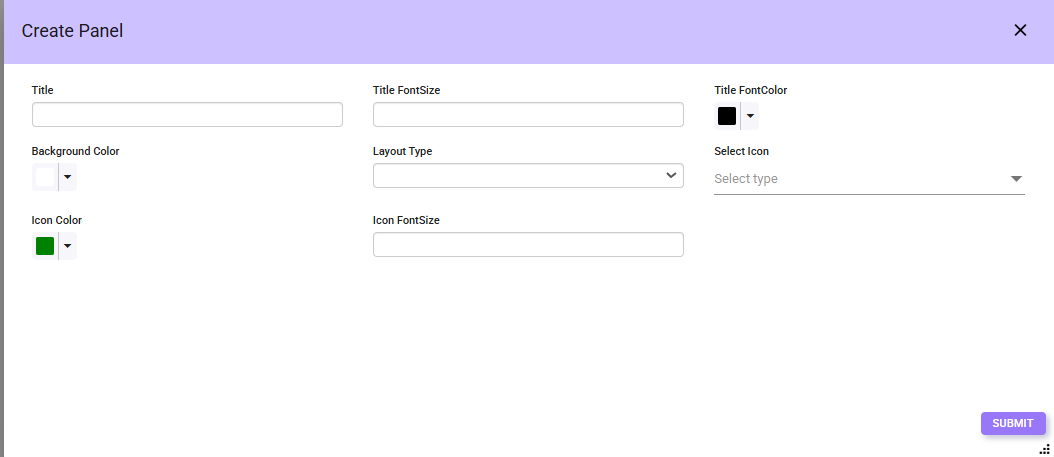 Create Panel
Title
Title FontSize
Title FontColor
Background Color
Layout Type
Select Icon
Select type
Icon Color
Icon FontSize
SUBMIT